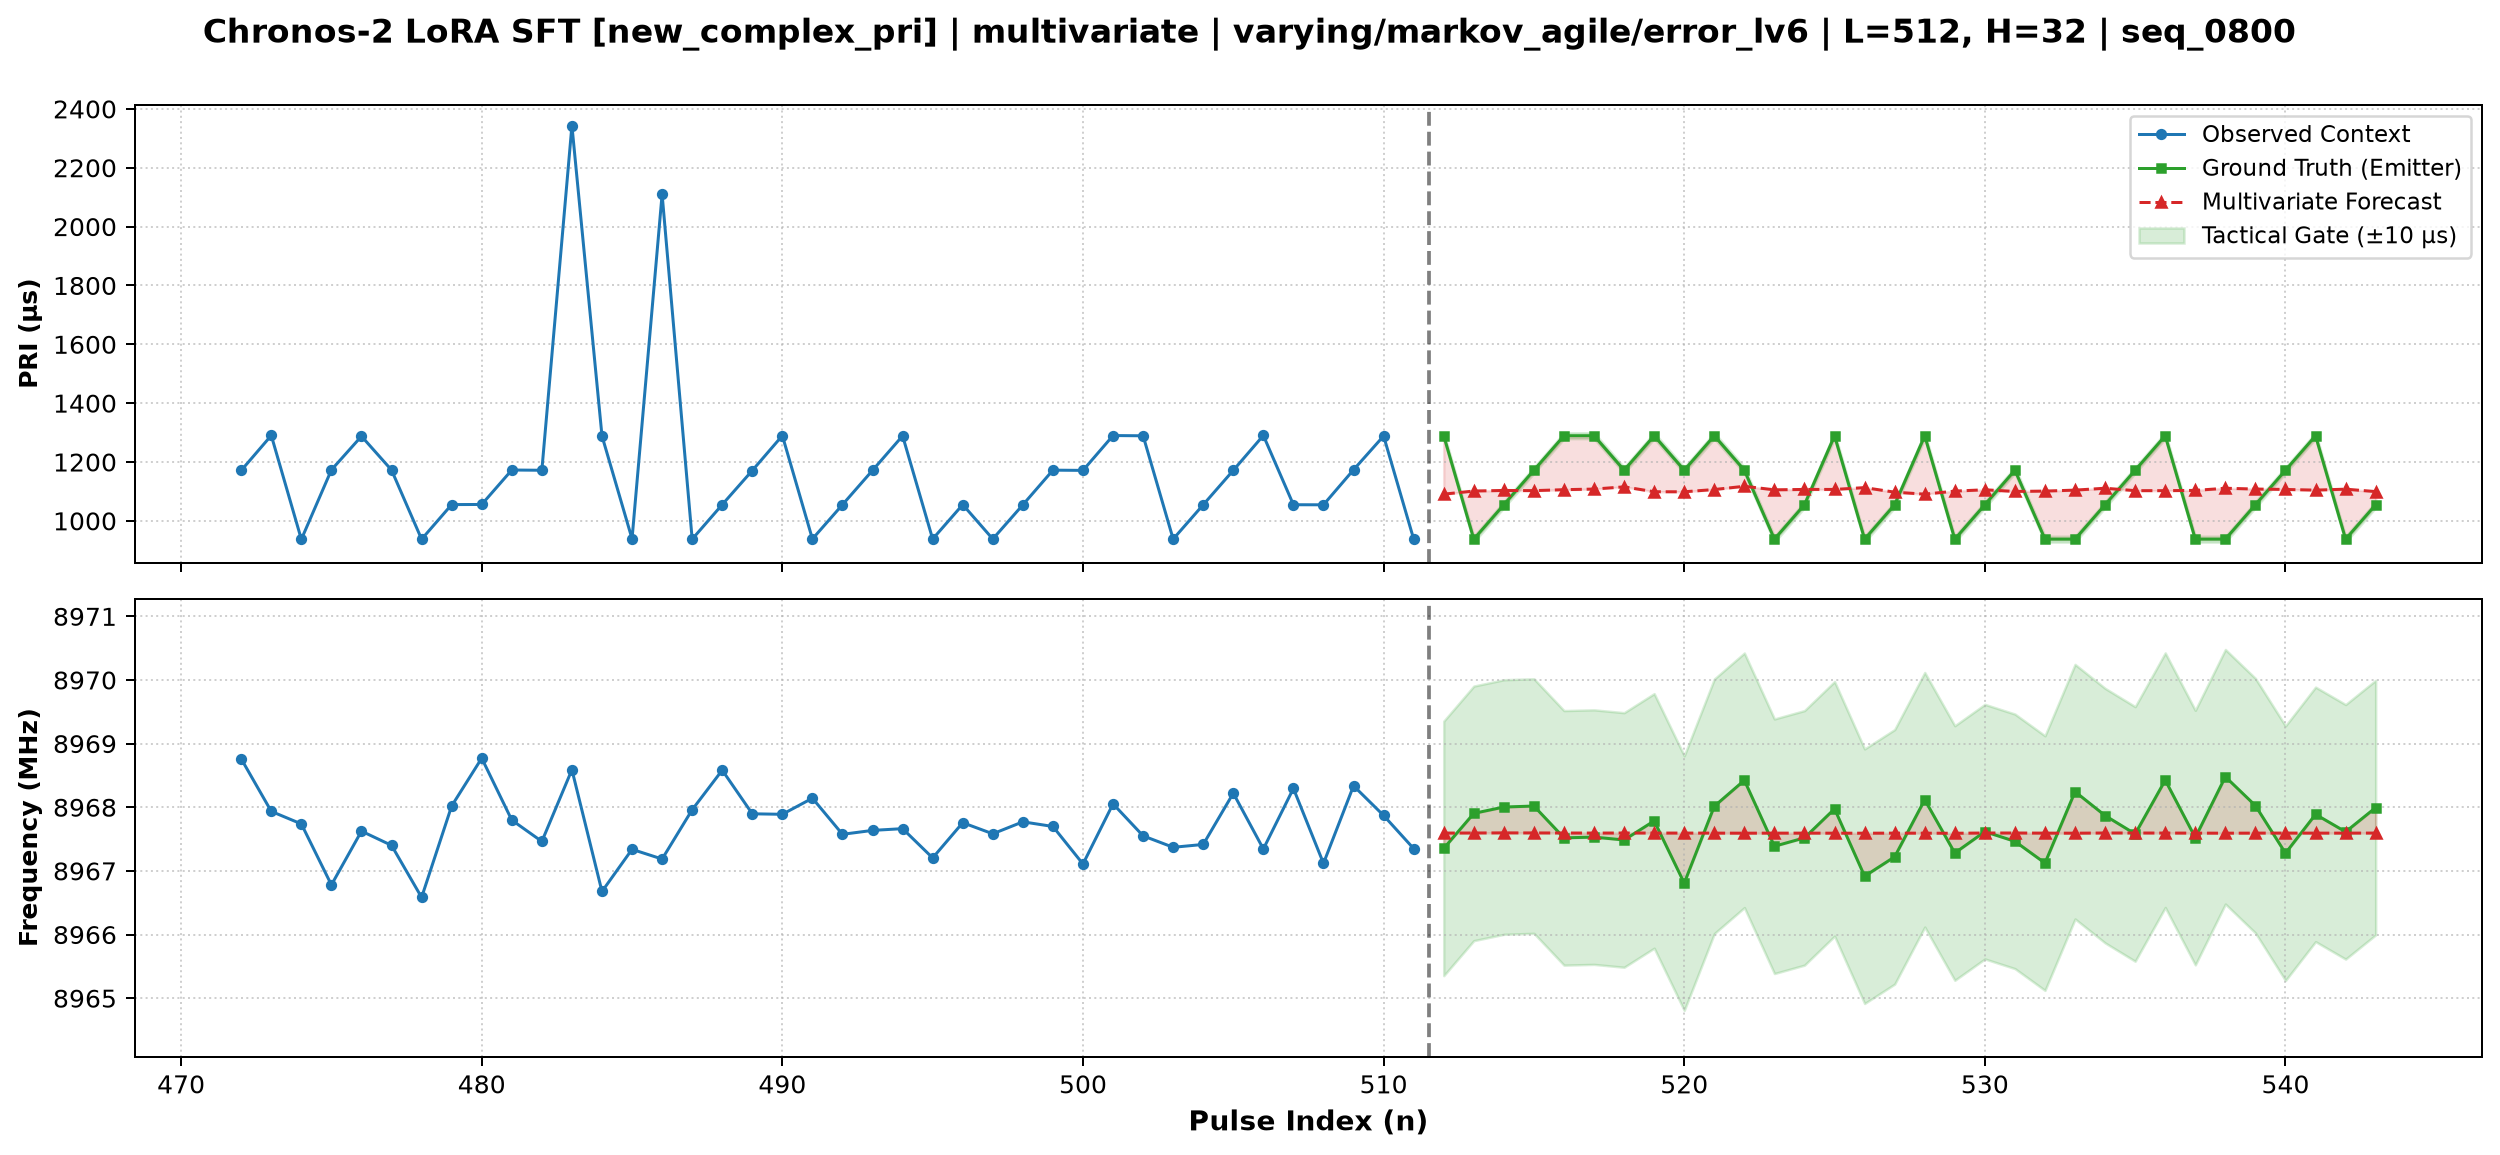 Chronos-2 LoRA SFT [new_complex_pri] | multivariate | varying/markov_agile/error_lv6 | L=512, H=32 | seq_0800
2400
2200
2000
1800
1600
1400
1200
1000
PRI (µs)
Observed Context
Ground Truth (Emitter)
Multivariate Forecast
Tactical Gate (±10 µs)
8971
8970
8969
8968
8967
8966
8965
Frequency (MHz)
470 480 490 500 510 520 530 540
Pulse Index (n)